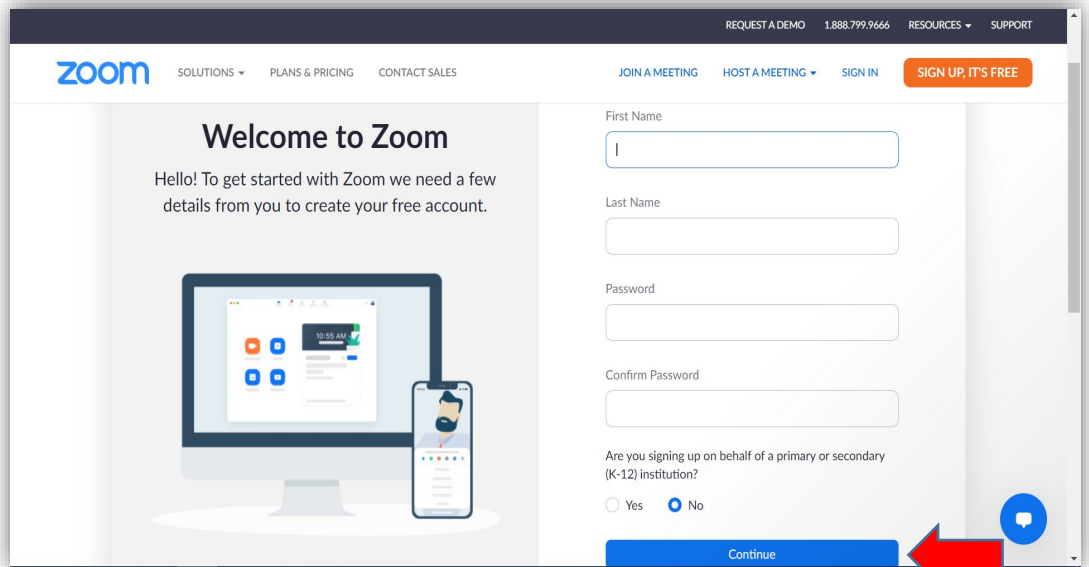 REQUEST A DEMO 1.888.799.9666 RESOURCES SUPPORT
zoom SOLUTIONS PLANS & PRICING CONTACT SALES JOIN A MEETING HOST A MEETING SIGN IN SIGN UP, IT'S FREE
Welcome to Zoom
Hello! To get started with Zoom we need a few
details from you to create your free account.
10:55 AM
First Name
Last Name
Password
Confirm Password
Are you signing up on behalf of a primary or secondary
(K-12) institution?
Yes No
Continue